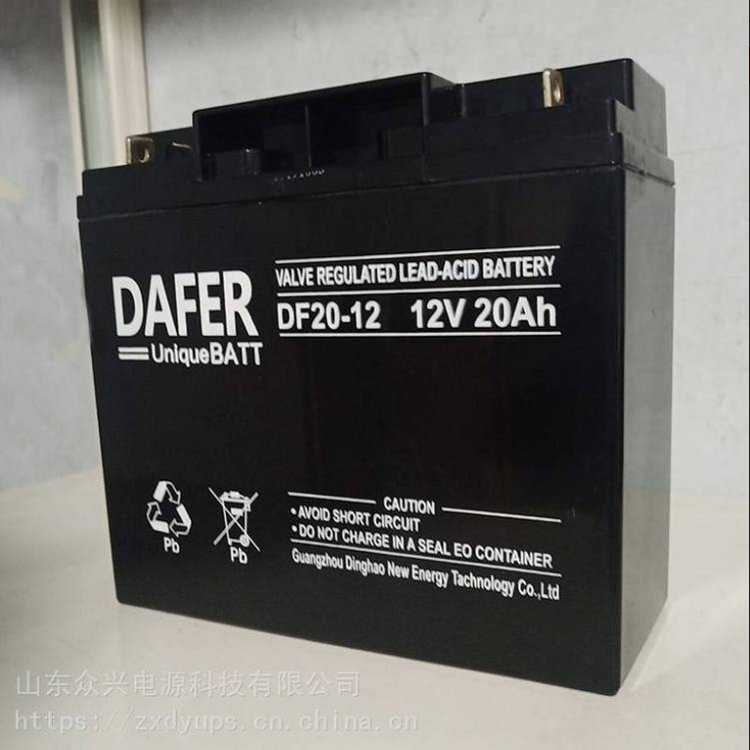 DAFER
UniqueBATT
VALVE REGULATED LEAD-ACID BATTERY
DF20-12 12V 20Ah
Pb
Pb
CAUTION
• AVOID SHORT CIRCUIT
• DO NOT CHARGE IN A SEAL EO CONTAINER
Guangzhou Dinghao New Energy Tachnology Co.,Ltd
山东众兴电源科技有限公司
https://zxdyups.cn.china.cn